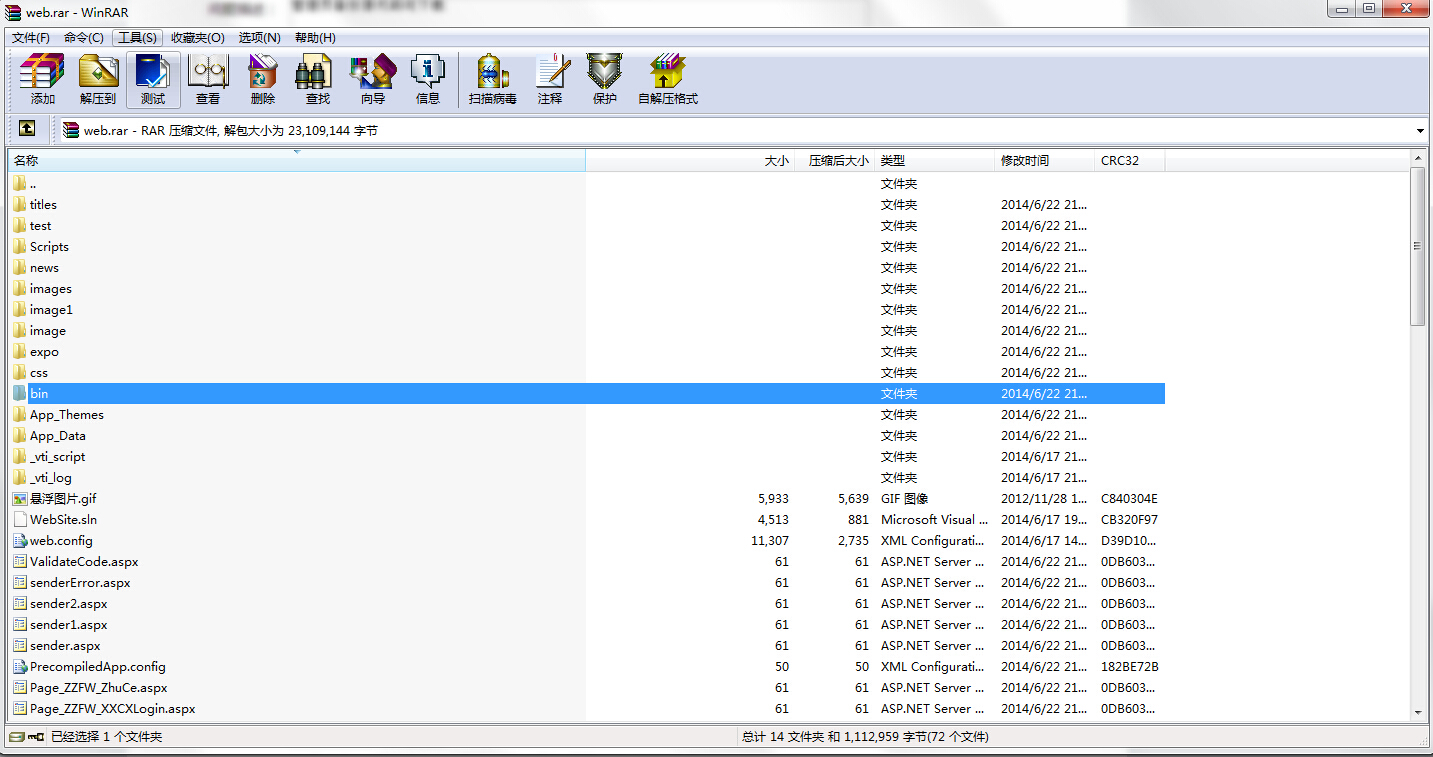 web.rar - WinRAR
文件(F) 命令(C) 工具(S) 收藏夹(O) 选项(N) 帮助(H)
添加 解压到 测试 查看 删除 查找 向导 信息 扫描病毒 注释 保护 自解压格式
web.rar - RAR 压缩文件, 解包大小为 23,109,144 字节
名称 大小 压缩后大小 类型 修改时间 CRC32
.. 文件夹
titles 文件夹 2014/6/22 21...
test 文件夹 2014/6/22 21...
Scripts 文件夹 2014/6/22 21...
news 文件夹 2014/6/22 21...
images 文件夹 2014/6/22 21...
image1 文件夹 2014/6/22 21...
image 文件夹 2014/6/22 21...
expo 文件夹 2014/6/22 21...
css 文件夹 2014/6/22 21...
bin 文件夹 2014/6/22 21...
App_Themes 文件夹 2014/6/22 21...
App_Data 文件夹 2014/6/22 21...
_vti_script 文件夹 2014/6/17 21...
_vti_log 文件夹 2014/6/17 21...
悬浮图片.gif 5,933 5,639 GIF 图像 2012/11/28 1... C840304E
WebSite.sln 4,513 881 Microsoft Visual ... 2014/6/17 19... CB320F97
web.config 11,307 2,735 XML Configurati... 2014/6/17 14... D39D10...
ValidateCode.aspx 61 61 ASP.NET Server ... 2014/6/22 21... 0DB603...
senderError.aspx 61 61 ASP.NET Server ... 2014/6/22 21... 0DB603...
sender2.aspx 61 61 ASP.NET Server ... 2014/6/22 21... 0DB603...
sender1.aspx 61 61 ASP.NET Server ... 2014/6/22 21... 0DB603...
sender.aspx 61 61 ASP.NET Server ... 2014/6/22 21... 0DB603...
PrecompiledApp.config 50 50 XML Configurati... 2014/6/22 21... 182BE72B
Page_ZZFW_ZhuCe.aspx 61 61 ASP.NET Server ... 2014/6/22 21... 0DB603...
Page_ZZFW_XXCXLogin.aspx 61 61 ASP.NET Server ... 2014/6/22 21... 0DB603...
已经选择 1 个文件夹 总计 14 文件夹 和 1,112,959 字节(72 个文件)